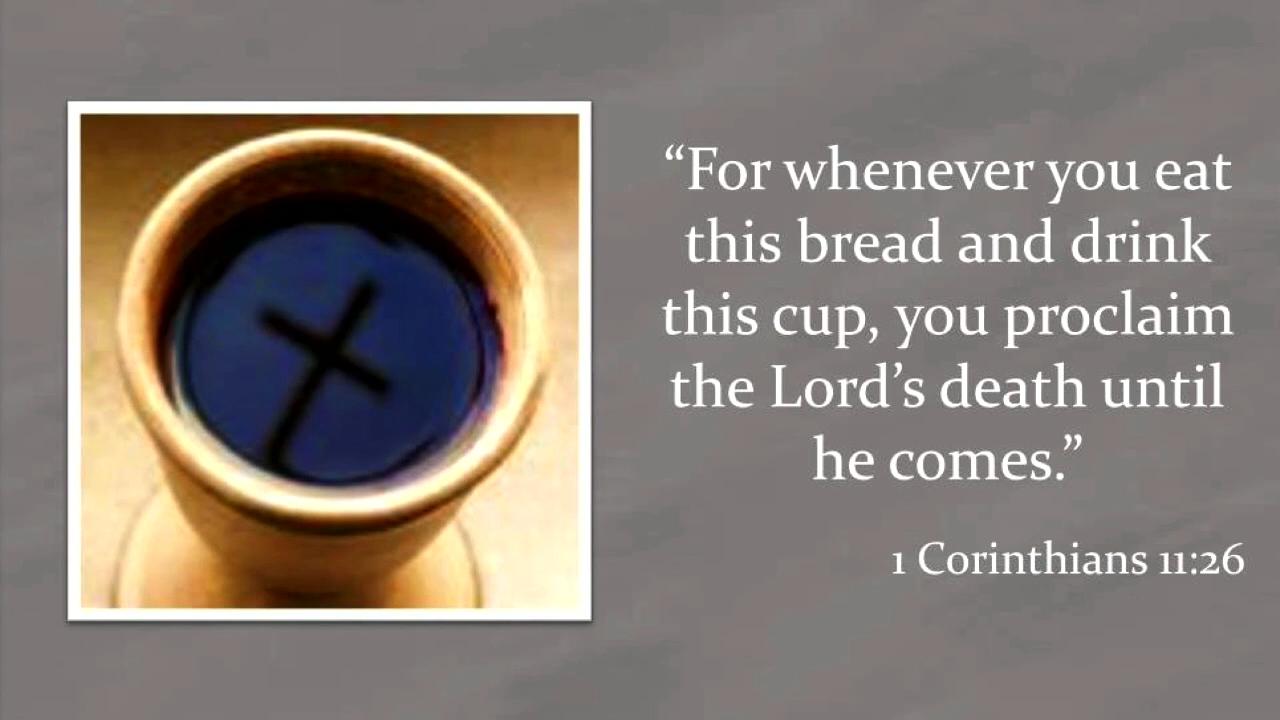 “For whenever you eat
this bread and drink
this cup, you proclaim
the Lord’s death until
he comes.”
1 Corinthians 11:26